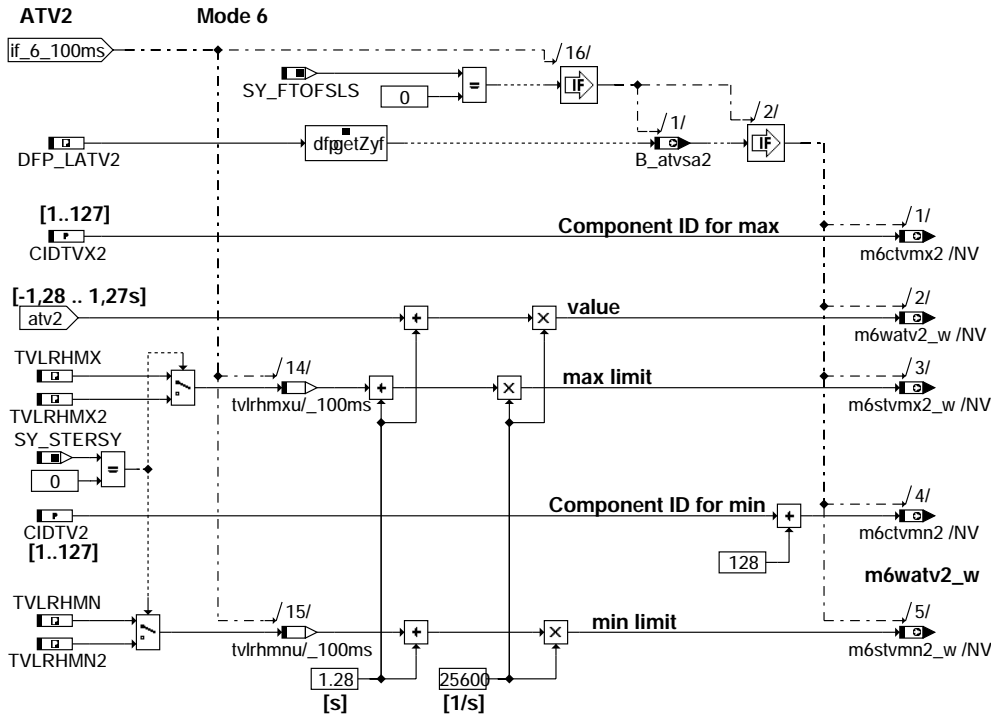 ATV2
Mode 6
if_6_100ms
/16/
SY_FTOFSLS
0
=
IF
/2/
/1/
IF
DFP_LATV2
B_atvsa2
[1..127]
Component ID for max
/1/
P
CIDTVX2
m6ctvmx2 /NV
[-1,28 .. 1,27s]
value
/2/
atv2
+
×
m6watv2_w /NV
TVLRHMX
/14/
max limit
/3/
+
×
TVLRHMX2
tvlrhmxu/_100ms
m6stvmx2_w /NV
SY_STERSY
=
0
Component ID for min
/4/
P
+
CIDTV2
m6ctvmn2 /NV
[1..127]
128
m6watv2_w
TVLRHMN
/15/
min limit
/5/
+
×
TVLRHMN2
tvlrhmnu/_100ms
m6stvmn2_w /NV
1.28
25600
[s]
[1/s]